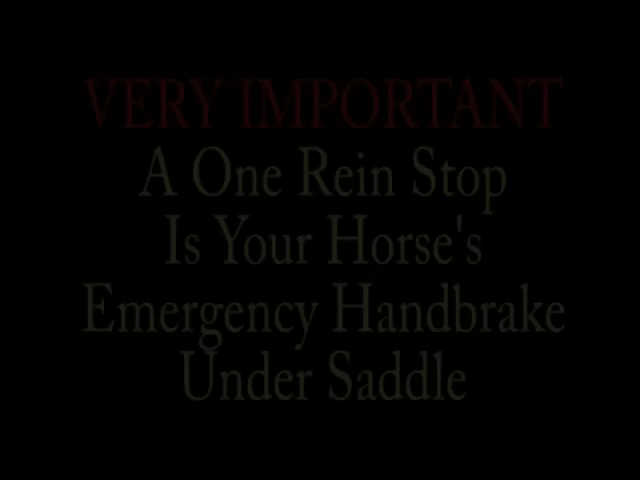 VERY IMPORTANT
A One Rein Stop
Is Your Horse's
Emergency Handbrake
Under Saddle